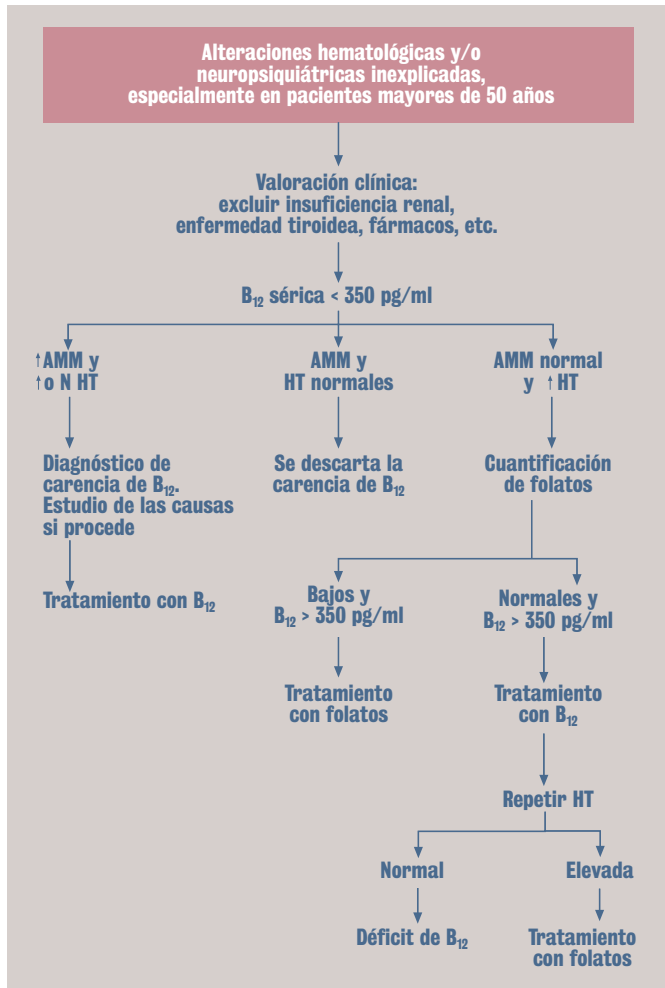 Alteraciones hematológicas y/o
neuropsiquiátricas inexplicadas,
especialmente en pacientes mayores de 50 años
Valoración clínica:
excluir insuficiencia renal,
enfermedad tiroidea, fármacos, etc.
B₁₂ sérica < 350 pg/ml
↑AMM y
↑o N HT
AMM y
HT normales
AMM normal
y ↑HT
Diagnóstico de
carencia de B₁₂.
Estudio de las causas
si procede
Se descarta la
carencia de B₁₂
Cuantificación
de folatos
Tratamiento con B₁₂
Bajos y
B₁₂ > 350 pg/ml
Normales y
B₁₂ > 350 pg/ml
Tratamiento
con folatos
Tratamiento
con B₁₂
Repetir HT
Normal
Elevada
Déficit de B₁₂
Tratamiento
con folatos